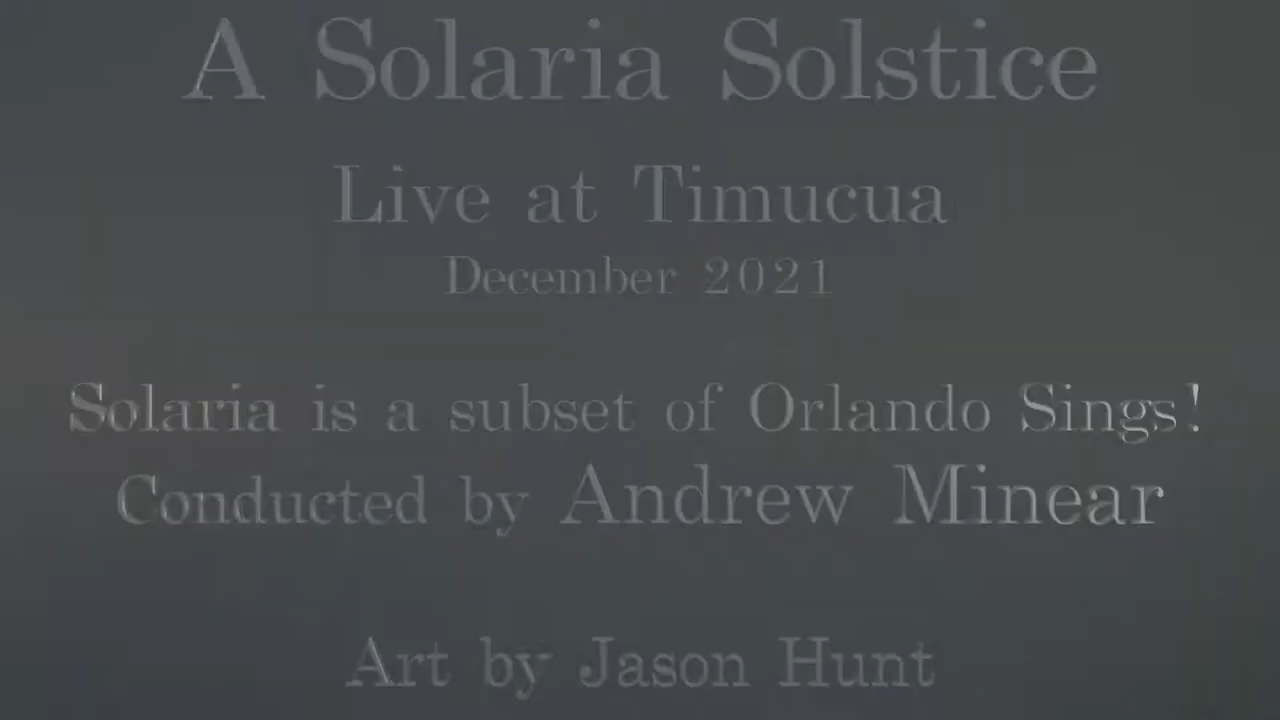 A Solaria Solstice
Live at Timucua
December 2021
Solaria is a subset of Orlando Sings!
Conducted by Andrew Minear
Art by Jason Hunt